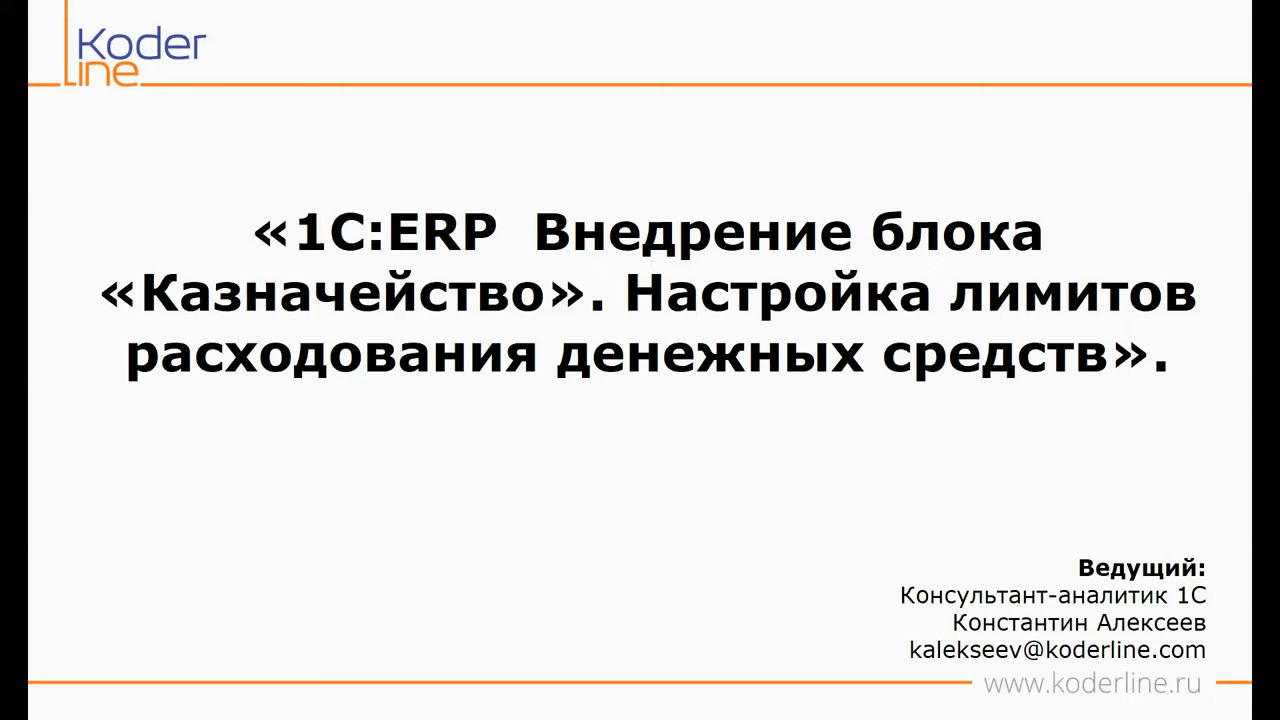 Koder
line
«1С:ERP Внедрение блока
«Казначейство». Настройка лимитов
расходования денежных средств».
Ведущий:
Консультант-аналитик 1С
Константин Алексеев
kalekseev@koderline.com
www.koderline.ru